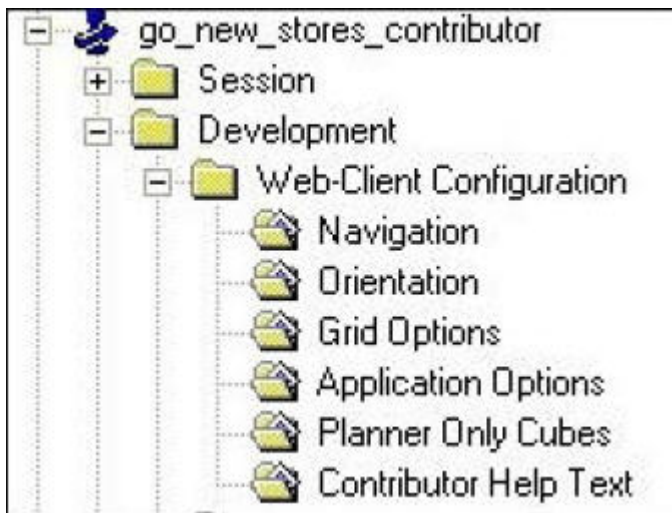 go_new_stores_contributor
Session
Development
Web-Client Configuration
Navigation
Orientation
Grid Options
Application Options
Planner Only Cubes
Contributor Help Text